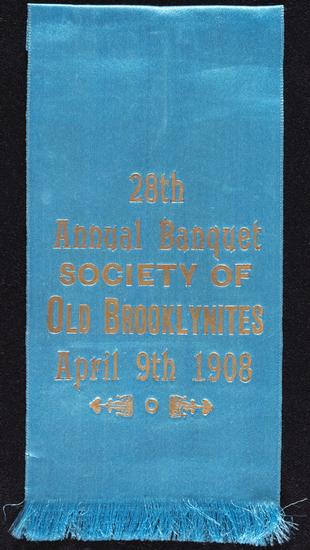 28th
Annual Banquet
SOCIETY OF
OLD BROOKLYNITES
April 9th 1908